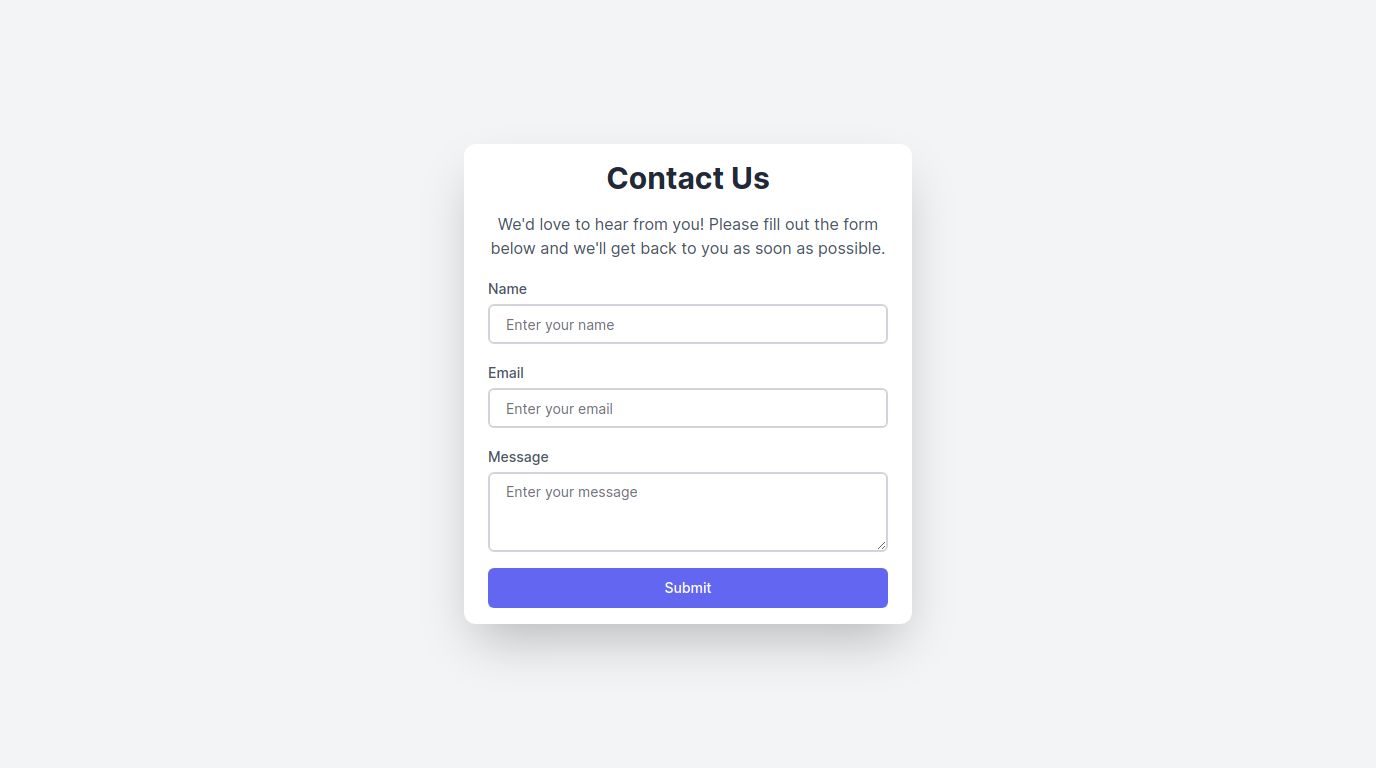 Contact Us
We'd love to hear from you! Please fill out the form
below and we'll get back to you as soon as possible.
Name
Enter your name
Email
Enter your email
Message
Enter your message
Submit